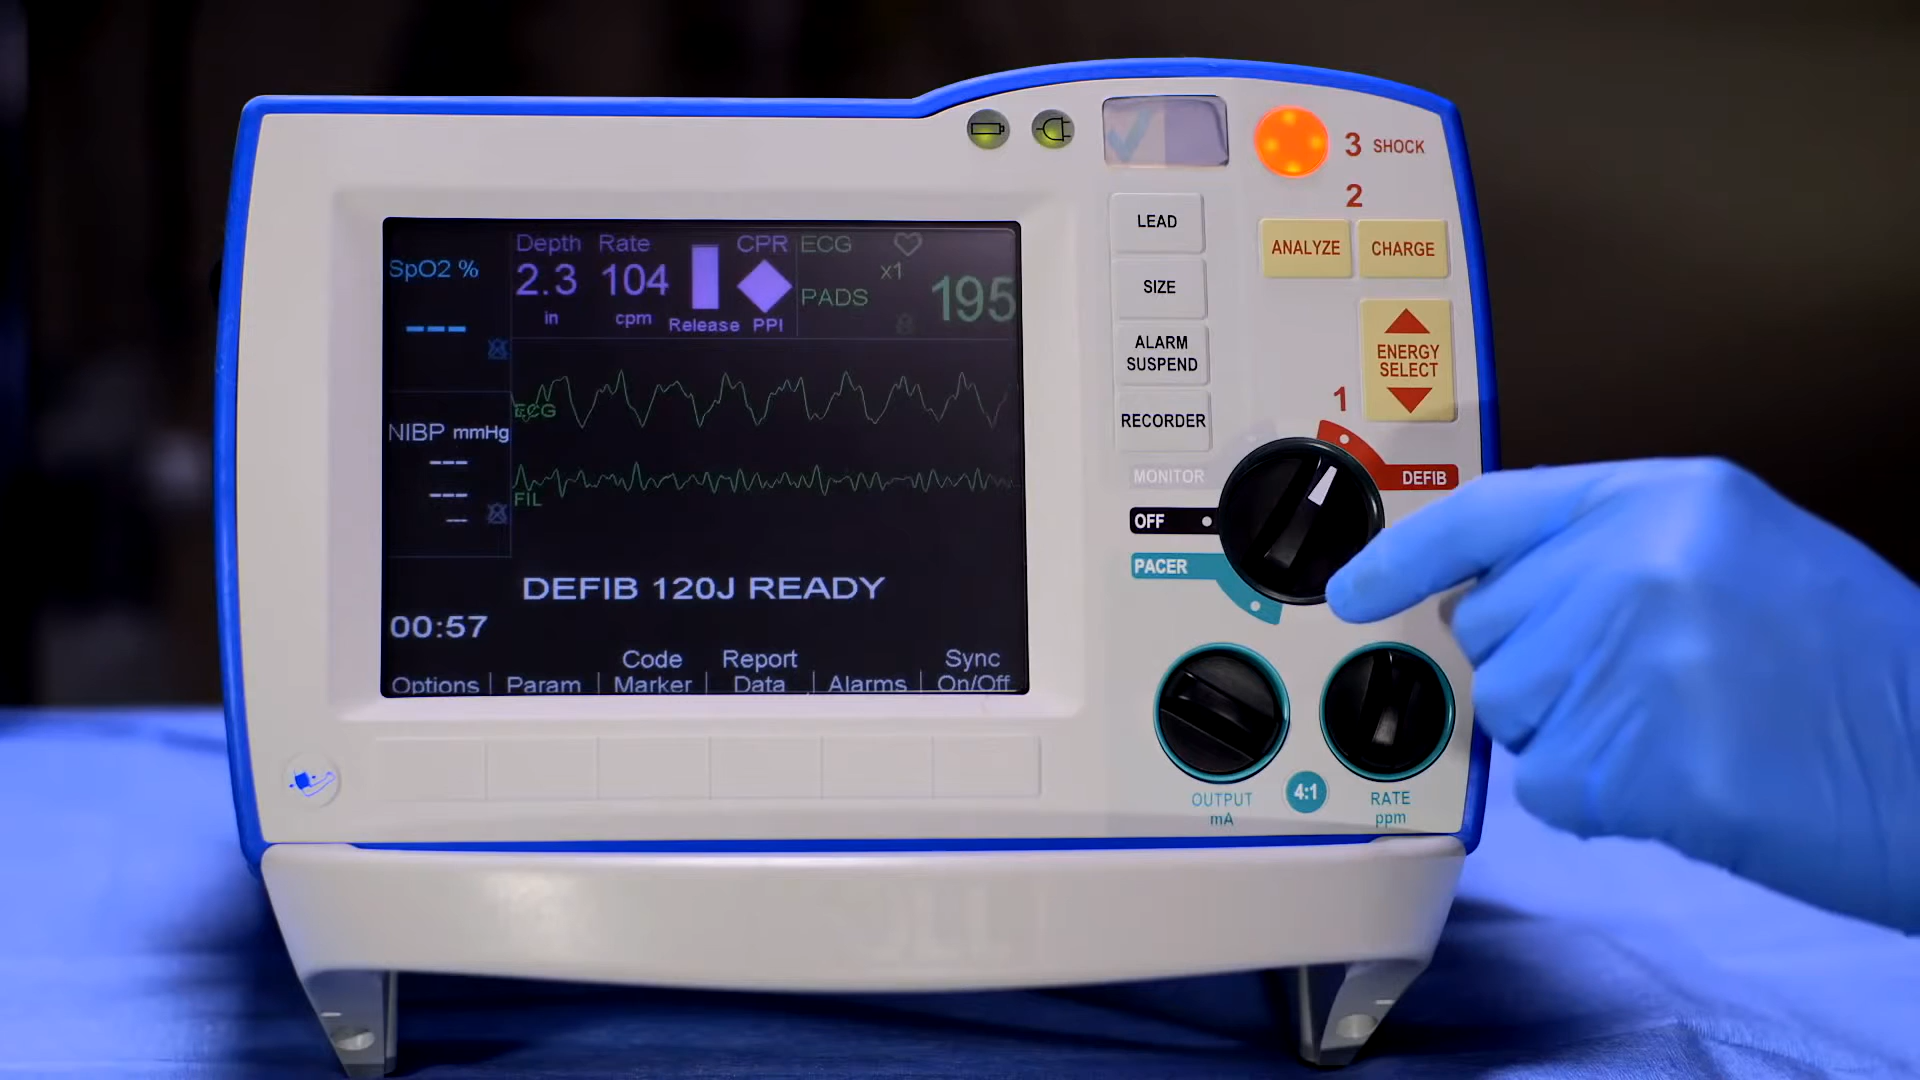 SpO2 %
---
NIBP mmHg
---
---
--
Depth Rate CPR ECG
2.3 104 x1
in cpm Release PPI PADS 195
ECG
FIL
DEFIB 120J READY
00:57
Options Param Code Marker Report Data Alarms Sync On/Off
3 SHOCK
2
ANALYZE CHARGE
LEAD
SIZE
ALARM
SUSPEND
RECORDER
ENERGY
SELECT
1
MONITOR
DEFIB
OFF
PACER
OUTPUT
mA
4:1
RATE
ppm